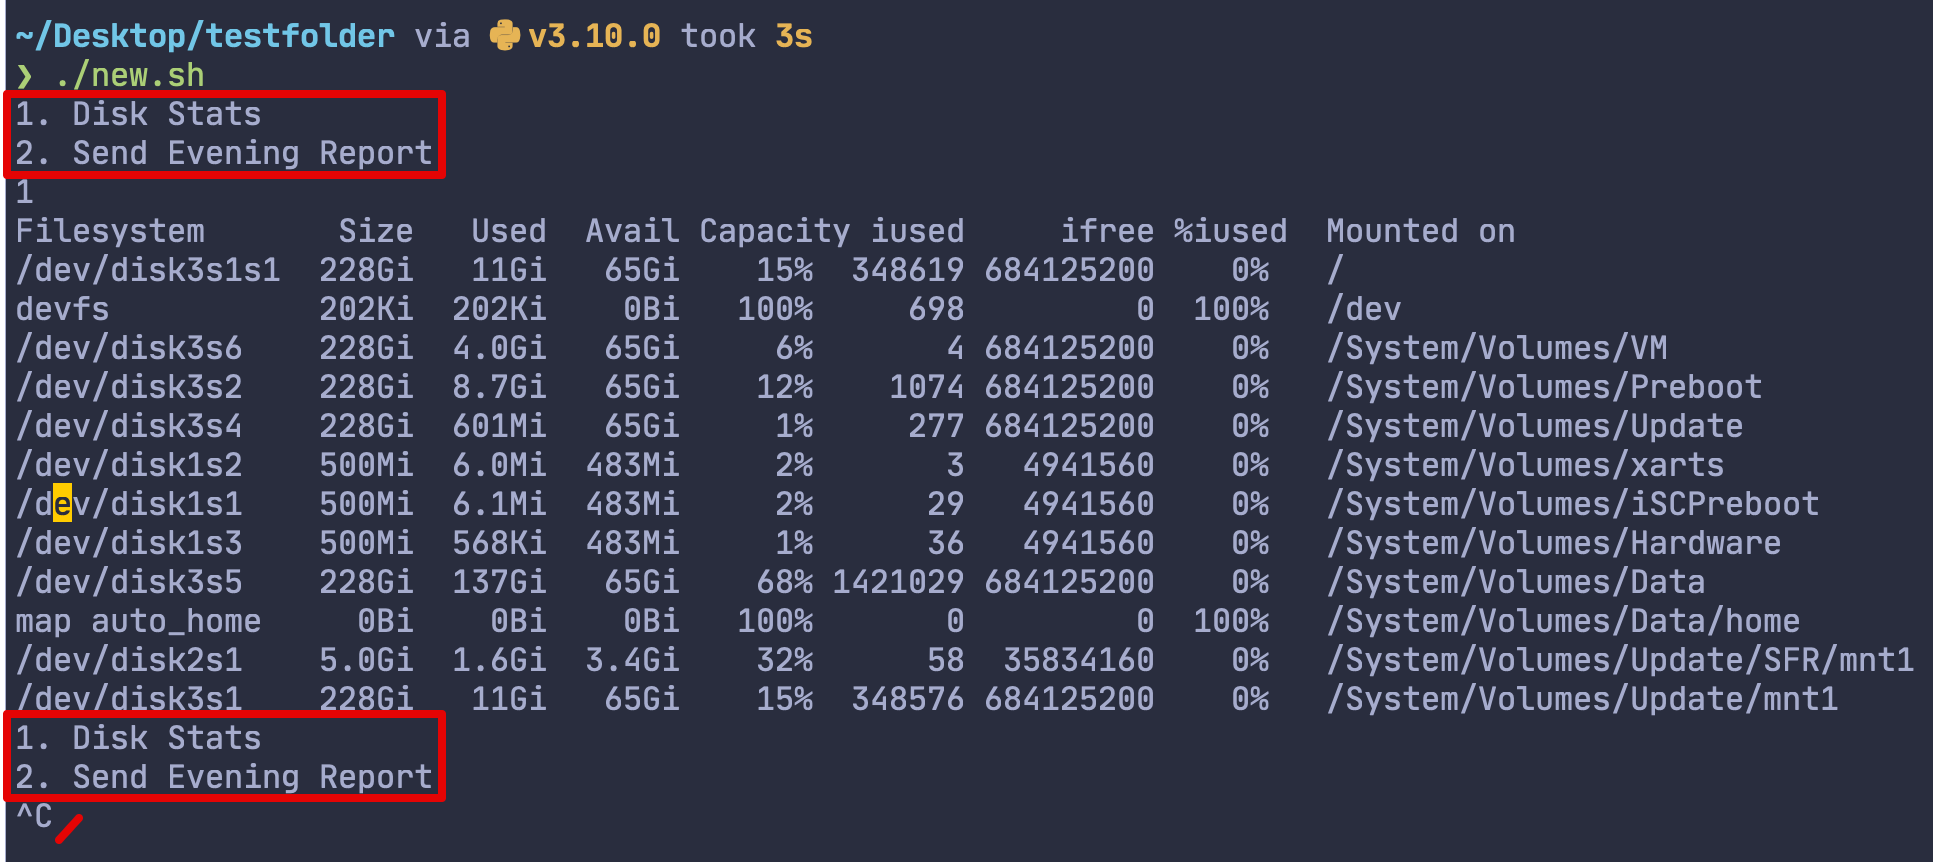 ~/Desktop/testfolder via v3.10.0 took 3s
❯ ./new.sh
1. Disk Stats
2. Send Evening Report
1
Filesystem       Size   Used  Avail Capacity iused     ifree %iused  Mounted on
/dev/disk3s1s1  228Gi   11Gi   65Gi    15%  348619 684125200    0%   /
devfs           202Ki  202Ki    0Bi   100%     698         0  100%   /dev
/dev/disk3s6    228Gi  4.0Gi   65Gi     6%       4 684125200    0%   /System/Volumes/VM
/dev/disk3s2    228Gi  8.7Gi   65Gi    12%    1074 684125200    0%   /System/Volumes/Preboot
/dev/disk3s4    228Gi  601Mi   65Gi     1%     277 684125200    0%   /System/Volumes/Update
/dev/disk1s2    500Mi  6.0Mi  483Mi     2%       3   4941560    0%   /System/Volumes/xarts
/dev/disk1s1    500Mi  6.1Mi  483Mi     2%      29   4941560    0%   /System/Volumes/iSCPreboot
/dev/disk1s3    500Mi  568Ki  483Mi     1%      36   4941560    0%   /System/Volumes/Hardware
/dev/disk3s5    228Gi  137Gi   65Gi    68% 1421029 684125200    0%   /System/Volumes/Data
map auto_home     0Bi    0Bi    0Bi   100%       0         0  100%   /System/Volumes/Data/home
/dev/disk2s1    5.0Gi  1.6Gi  3.4Gi    32%      58  35834160    0%   /System/Volumes/Update/SFR/mnt1
/dev/disk3s1    228Gi   11Gi   65Gi    15%  348576 684125200    0%   /System/Volumes/Update/mnt1
1. Disk Stats
2. Send Evening Report
^C